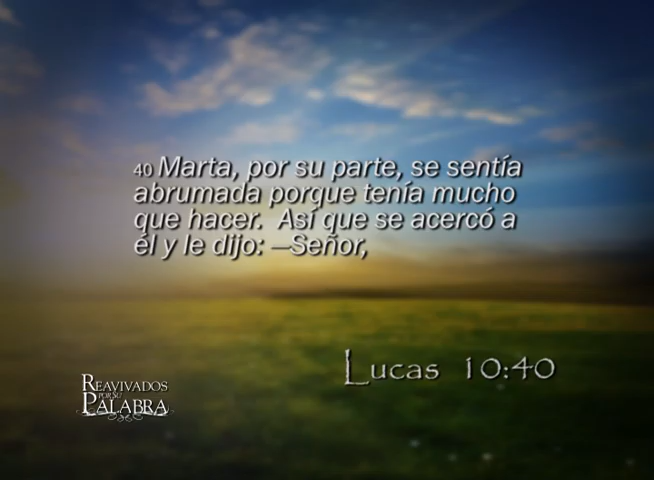 40 Marta, por su parte, se sentía
abrumada porque tenía mucho
que hacer. Así que se acercó a
él y le dijo: —Señor,
Lucas 10:40
REAVIVADOS
POR SU
PALABRA